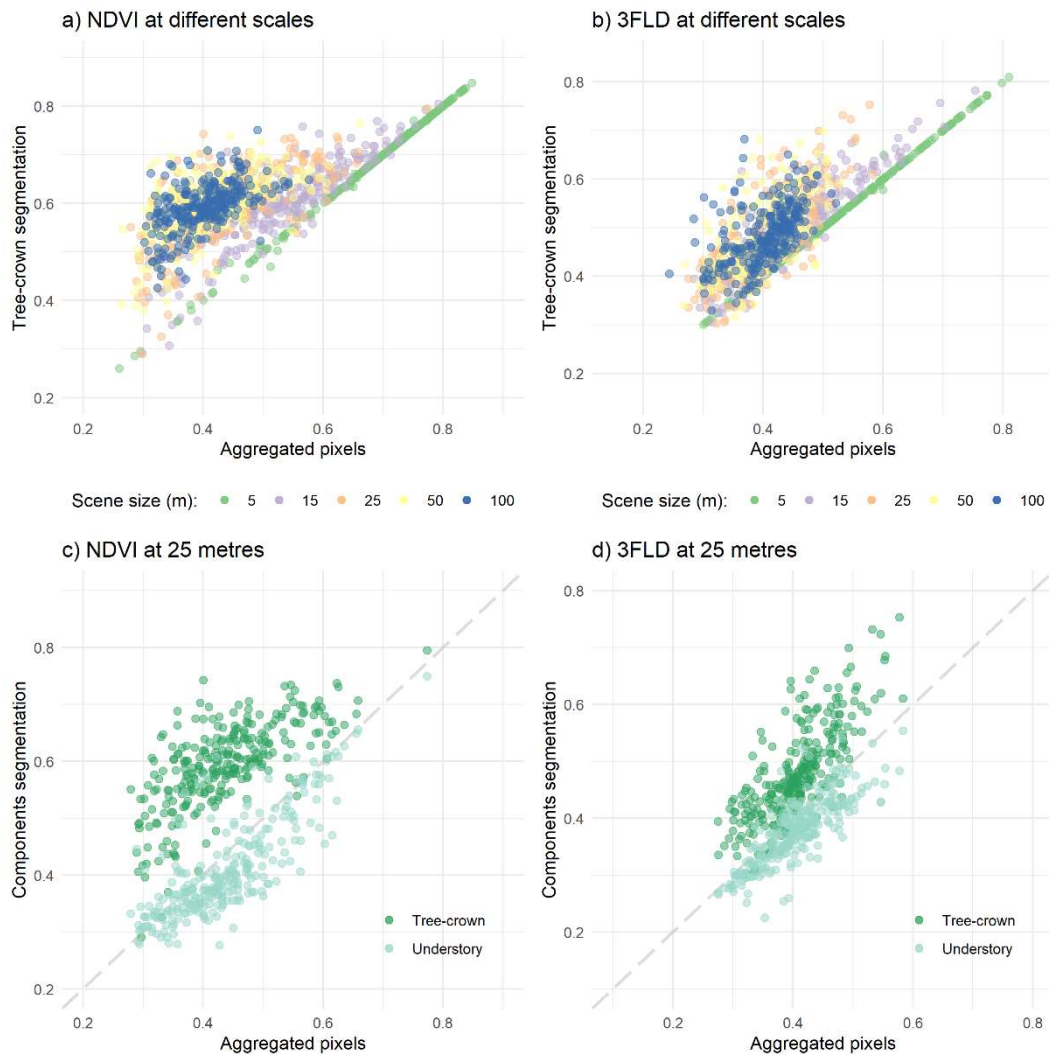 a) NDVI at different scales
Tree-crown segmentation
0.8
0.6
0.4
0.2
0.2 0.4 0.6 0.8
Aggregated pixels
Scene size (m): 5 15 25 50 100
b) 3FLD at different scales
Tree-crown segmentation
0.8
0.6
0.4
0.2
0.2 0.4 0.6 0.8
Aggregated pixels
Scene size (m): 5 15 25 50 100
c) NDVI at 25 metres
Components segmentation
0.8
0.6
0.4
0.2
Tree-crown
Understory
0.2 0.4 0.6 0.8
Aggregated pixels
d) 3FLD at 25 metres
Components segmentation
0.8
0.6
0.4
0.2
Tree-crown
Understory
0.2 0.4 0.6 0.8
Aggregated pixels